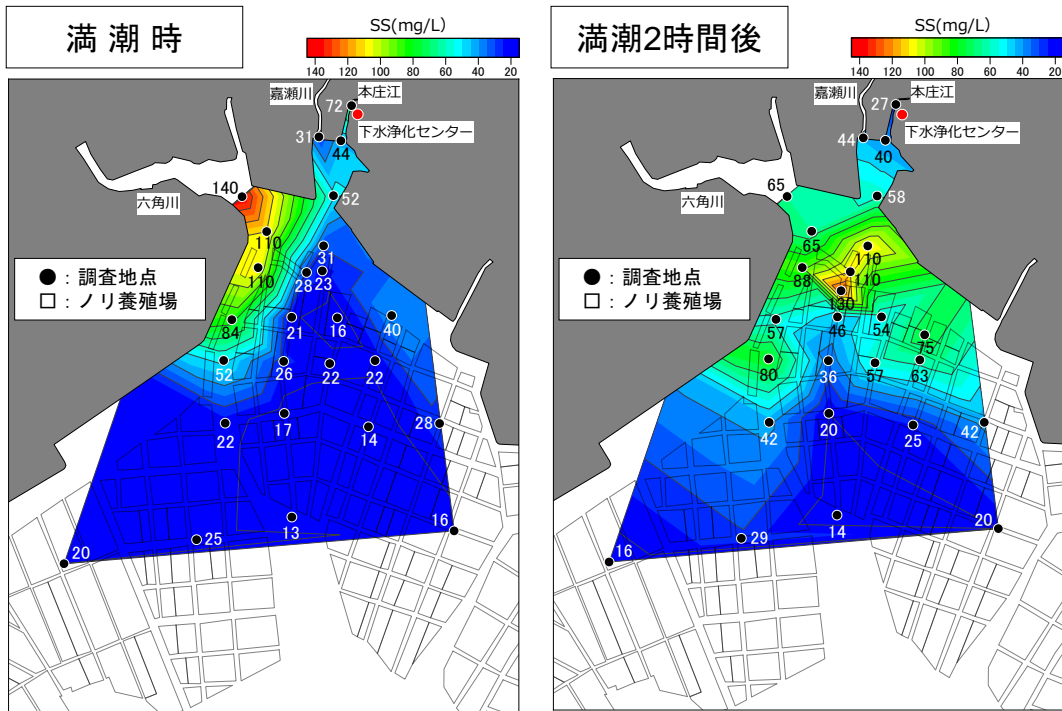 満 潮 時
SS(mg/L)
140 120 100 80 60 40 20
嘉瀬川
本庄江
72
下水浄化センター
31
44
140
52
六角川
110
31
110
28
23
● : 調査地点
□ : ノリ養殖場
84
21
16
40
52
26
22
22
22
17
14
28
13
16
25
20
満潮2時間後
SS(mg/L)
140 120 100 80 60 40 20
嘉瀬川
本庄江
27
下水浄化センター
44
40
65
58
六角川
65
110
88
110
130
● : 調査地点
□ : ノリ養殖場
57
46
54
75
80
36
57
63
42
20
25
42
14
20
29
16